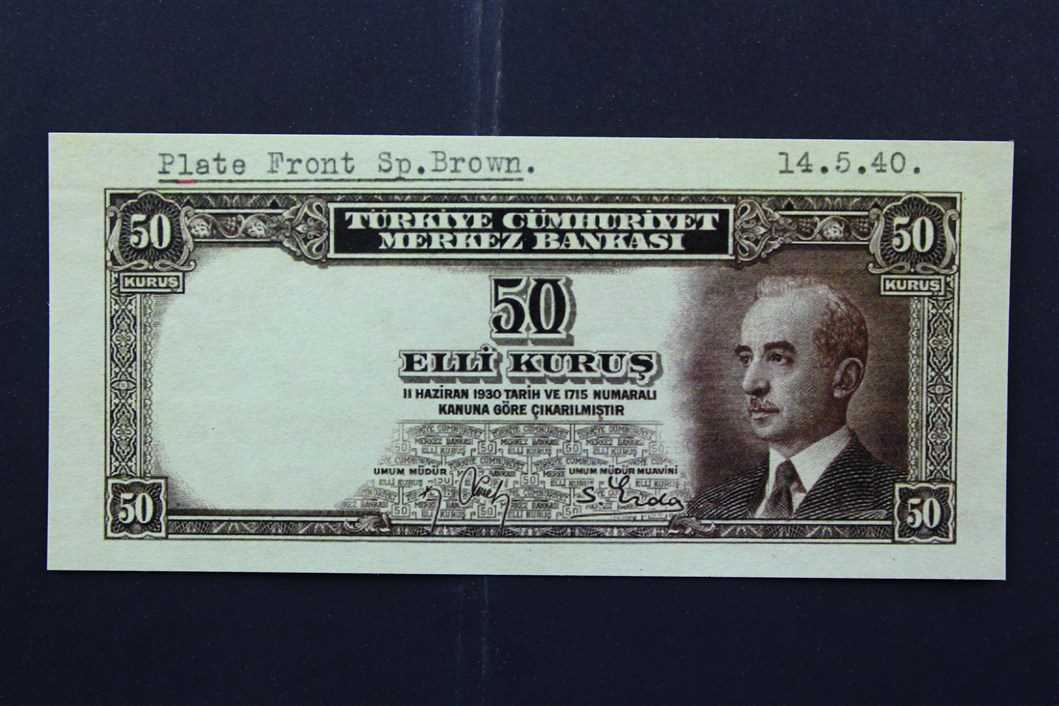 Plate Front Sp.Brown. 14.5.40.
50 TÜRKİYE CÜMHURİYET 50
MERKEZ BANKASI
KURUŞ KURUŞ
50
ELLİ KURUŞ
11 HAZİRAN 1930 TARİH VE 1715 NUMARALI
KANUNA GÖRE ÇIKARILMIŞTIR
UMUM MÜDÜR UMUM MÜDÜR MUAVİNİ
50 50